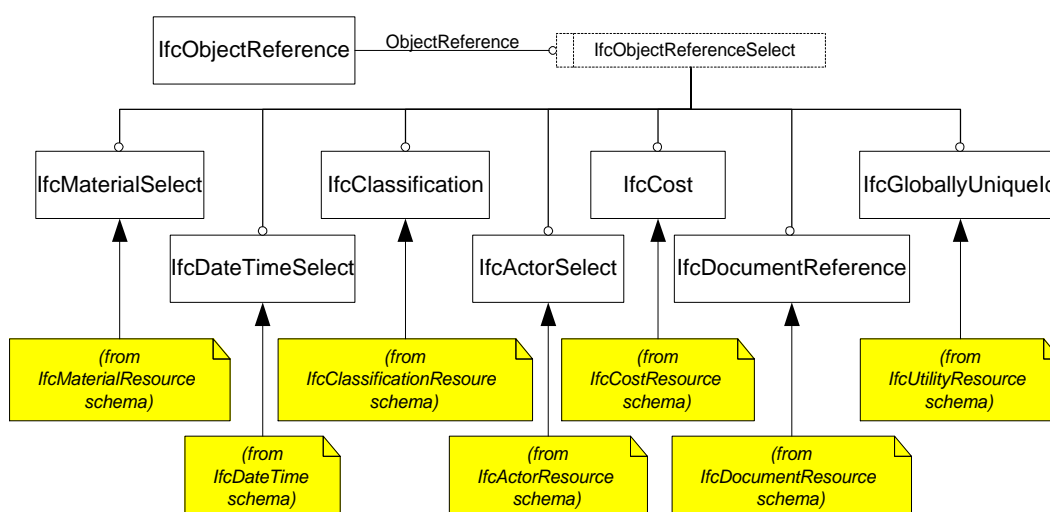 IfcObjectReference
ObjectReference
IfcObjectReferenceSelect
IfcMaterialSelect
IfcClassification
IfcCost
IfcGloballyUniqueId
IfcDateTimeSelect
IfcActorSelect
IfcDocumentReference
(from
IfcMaterialResource
schema)
(from
IfcClassificationResoure
schema)
(from
IfcCostResource
schema)
(from
IfcUtilityResource
schema)
(from
IfcDateTime
schema)
(from
IfcActorResource
schema)
(from
IfcDocumentResource
schema)